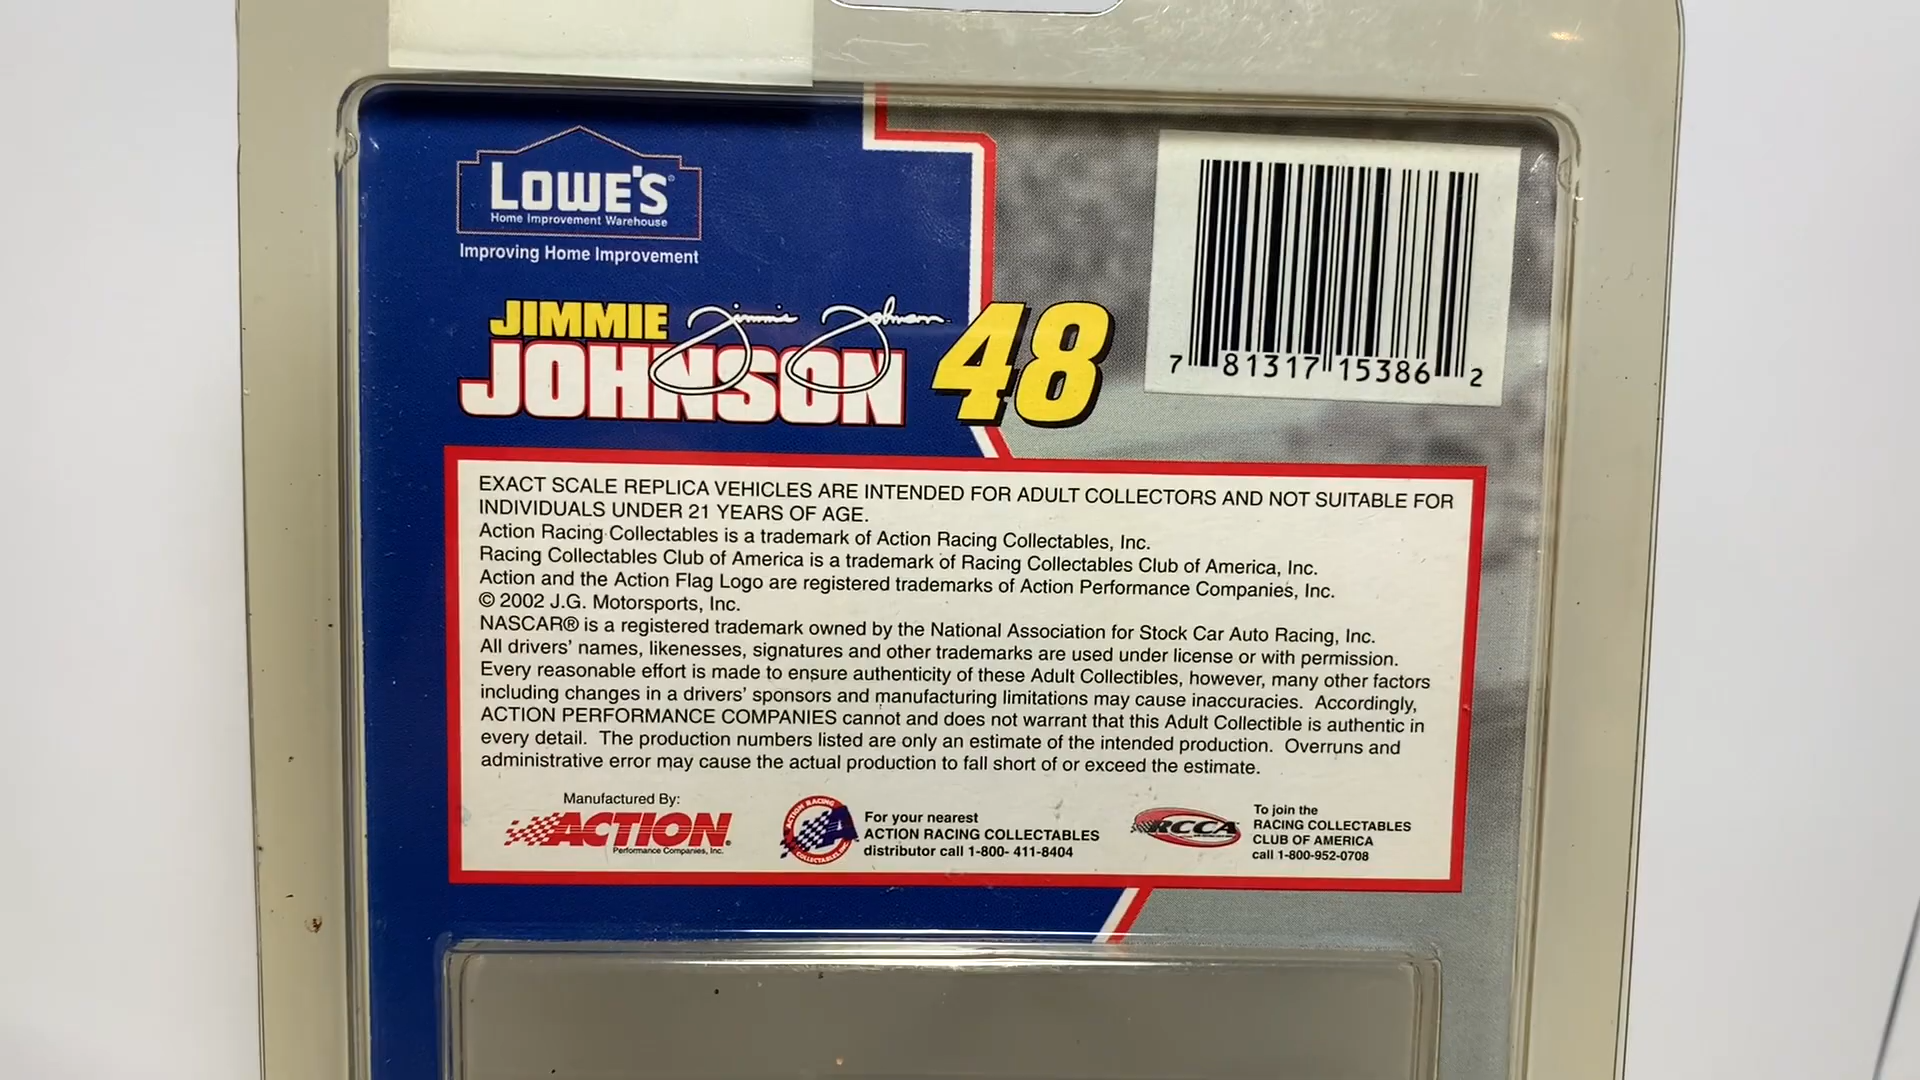 LOWE'S
Home Improvement Warehouse
Improving Home Improvement
JIMMIE Jimmie Johnson
JOHNSON 48
7 81317 15386 2
EXACT SCALE REPLICA VEHICLES ARE INTENDED FOR ADULT COLLECTORS AND NOT SUITABLE FOR
INDIVIDUALS UNDER 21 YEARS OF AGE.
Action Racing Collectables is a trademark of Action Racing Collectables, Inc.
Racing Collectables Club of America is a trademark of Racing Collectables Club of America, Inc.
Action and the Action Flag Logo are registered trademarks of Action Performance Companies, Inc.
© 2002 J.G. Motorsports, Inc.
NASCAR® is a registered trademark owned by the National Association for Stock Car Auto Racing, Inc.
All drivers' names, likenesses, signatures and other trademarks are used under license or with permission.
Every reasonable effort is made to ensure authenticity of these Adult Collectibles, however, many other factors
including changes in a drivers' sponsors and manufacturing limitations may cause inaccuracies. Accordingly,
ACTION PERFORMANCE COMPANIES cannot and does not warrant that this Adult Collectible is authentic in
every detail. The production numbers listed are only an estimate of the intended production. Overruns and
administrative error may cause the actual production to fall short of or exceed the estimate.
Manufactured By:
ACTION
Performance Companies, Inc.
ACTION RACING
COLLECTABLES, INC.
For your nearest
ACTION RACING COLLECTABLES
distributor call 1-800- 411-8404
RCCA
To join the
RACING COLLECTABLES
CLUB OF AMERICA
call 1-800-952-0708